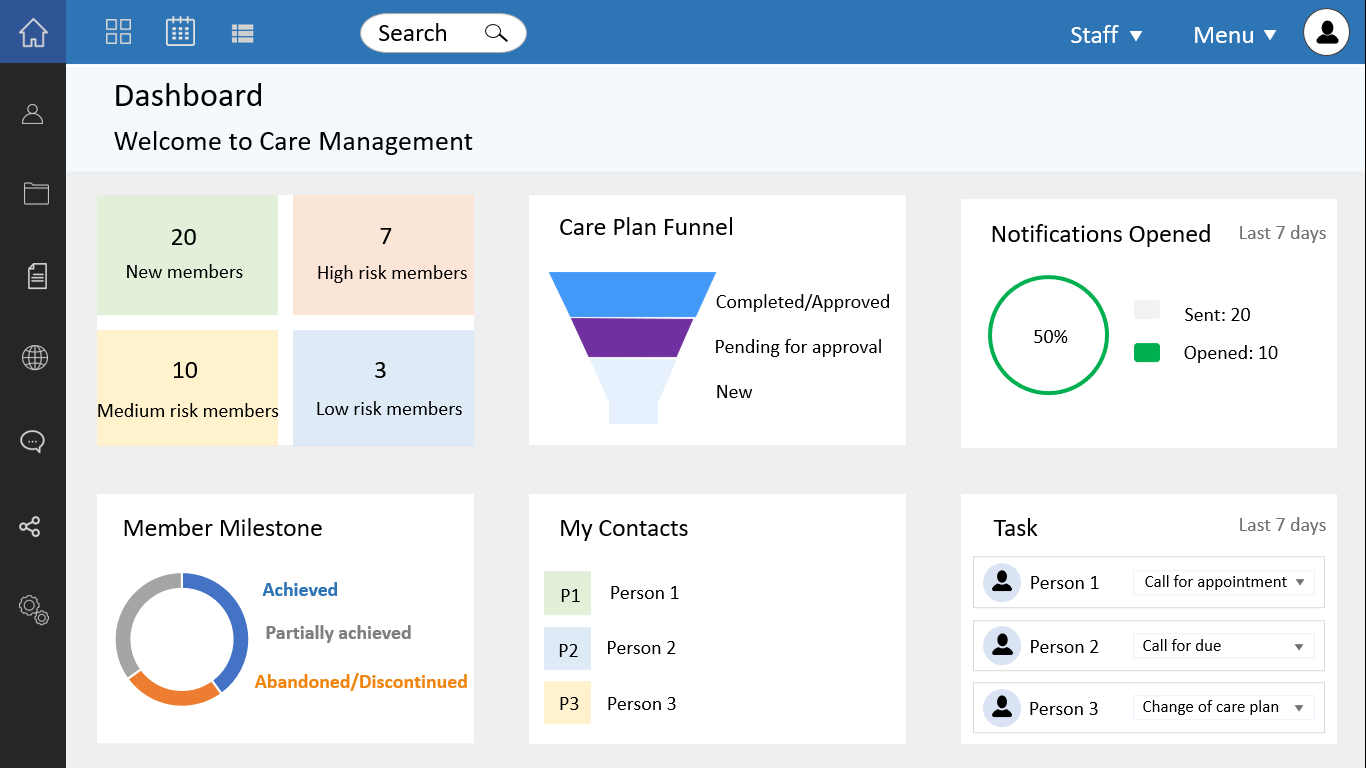 Search
Staff
Menu
Dashboard
Welcome to Care Management
20
New members
7
High risk members
10
Medium risk members
3
Low risk members
Care Plan Funnel
Completed/Approved
Pending for approval
New
Notifications Opened
Last 7 days
50%
Sent: 20
Opened: 10
Member Milestone
Achieved
Partially achieved
Abandoned/Discontinued
My Contacts
P1 Person 1
P2 Person 2
P3 Person 3
Task
Last 7 days
Person 1 Call for appointment
Person 2 Call for due
Person 3 Change of care plan